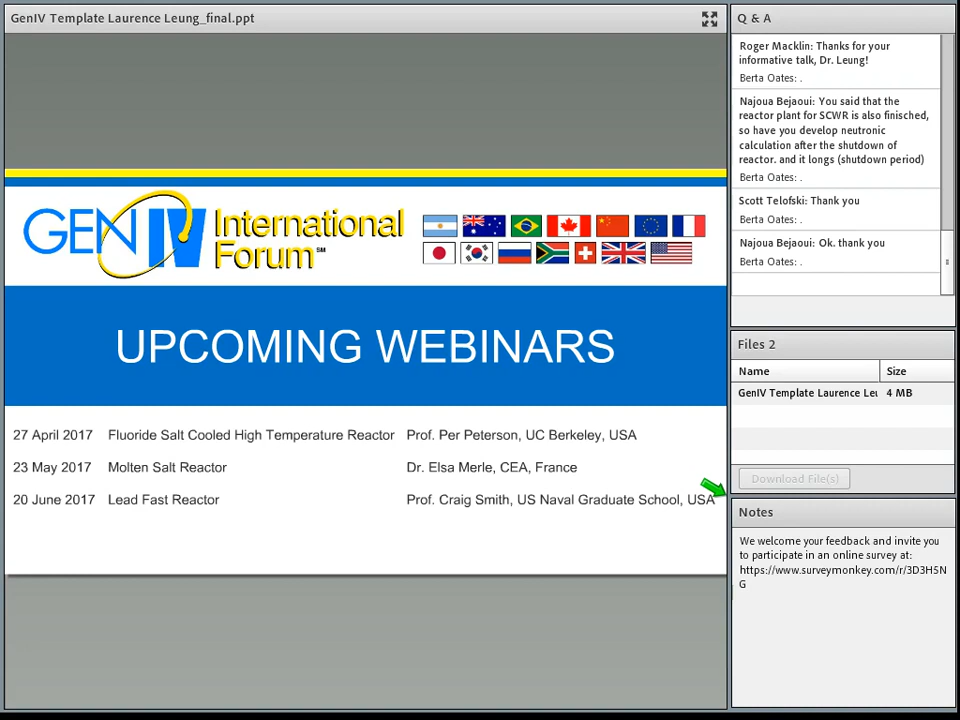 GenIV Template Laurence Leung_final.ppt
GEN IV International
Forum SM
UPCOMING WEBINARS
27 April 2017 Fluoride Salt Cooled High Temperature Reactor Prof. Per Peterson, UC Berkeley, USA
23 May 2017 Molten Salt Reactor Dr. Elsa Merle, CEA, France
20 June 2017 Lead Fast Reactor Prof. Craig Smith, US Naval Graduate School, USA
Q & A
Roger Macklin: Thanks for your
informative talk, Dr. Leung!
Berta Oates: .
Najoua Bejaoui: You said that the
reactor plant for SCWR is also finisched,
so have you develop neutronic
calculation after the shutdown of
reactor. and it longs (shutdown period)
Berta Oates: .
Scott Telofski: Thank you
Berta Oates: .
Najoua Bejaoui: Ok. thank you
Berta Oates: .
Files 2
Name Size
GenIV Template Laurence Leu 4 MB
Download File(s)
Notes
We welcome your feedback and invite you
to participate in an online survey at:
https://www.surveymonkey.com/r/3D3H5N
G